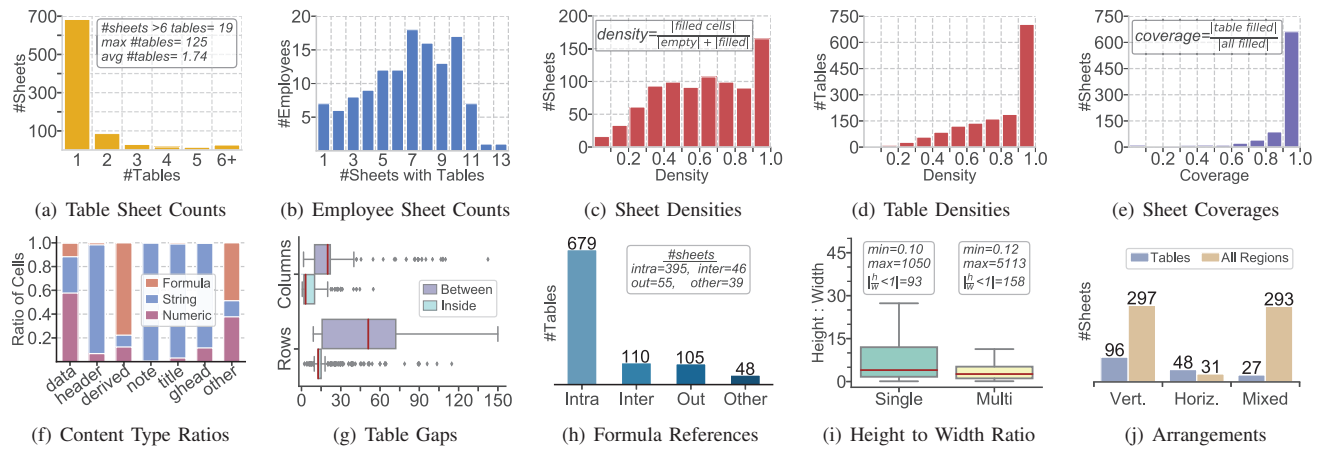 700
500
300
100
#Sheets
#sheets >6 tables= 19
max #tables= 125
avg #tables= 1.74
1 2 3 4 5 6+
#Tables
(a) Table Sheet Counts
20
15
10
5
#Employees
1 3 5 7 9 11 13
#Sheets with Tables
(b) Employee Sheet Counts
200
150
100
50
0
#Sheets
density= |filled cells| / |empty| + |filled|
0.2 0.4 0.6 0.8 1.0
Density
(c) Sheet Densities
750
500
250
0
#Tables
0.2 0.4 0.6 0.8 1.0
Density
(d) Table Densities
750
500
250
0
#Sheets
coverage= |table filled| / |all filled|
0.2 0.4 0.6 0.8 1.0
Coverage
(e) Sheet Coverages
1.0
0.8
0.6
0.4
0.2
Ratio of Cells
Formula
String
Numeric
data header derived note title ghead other
(f) Content Type Ratios
Columns
Rows
Between
Inside
0 30 60 90 120 150
(g) Table Gaps
#Tables
679
110
105
48
#sheets
intra=395, inter=46
out=55, other=39
Intra Inter Out Other
(h) Formula References
45
30
15
0
Height : Width
min=0.10
max=1050
|h/w <1|=93
min=0.12
max=5113
|h/w <1|=158
Single Multi
(i) Height to Width Ratio
Tables All Regions
#Sheets
96 297
48 31
27 293
Vert. Horiz. Mixed
(j) Arrangements